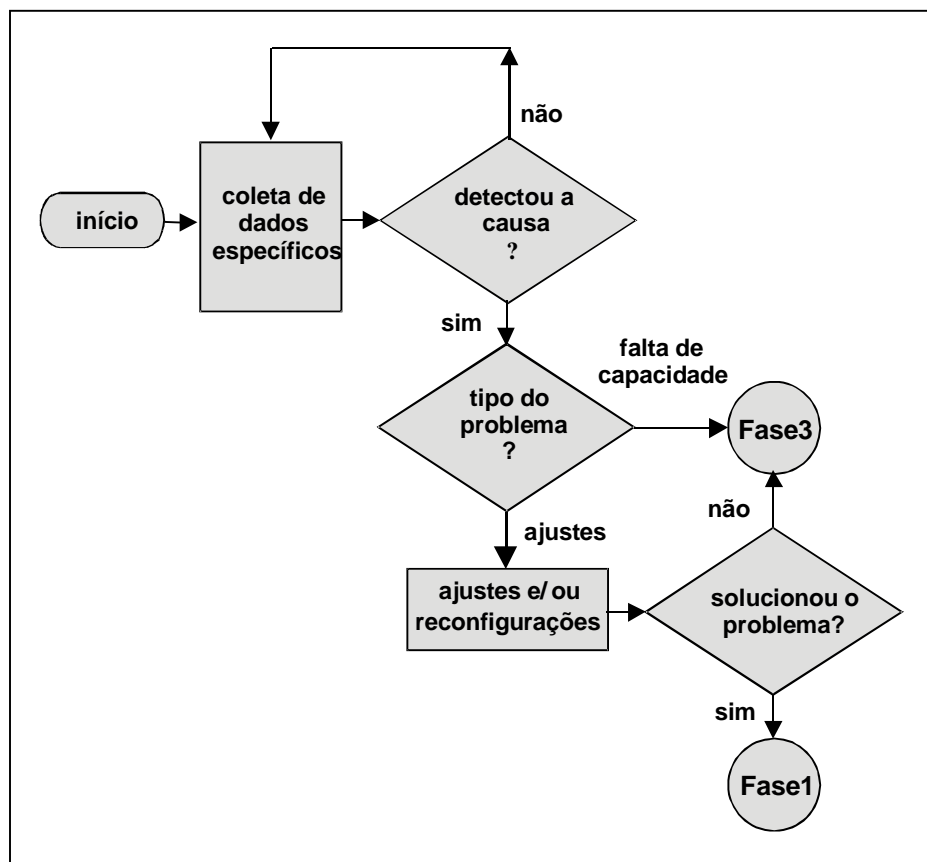 não
início
coleta de
dados
específicos
detectou a
causa
?
sim
falta de
capacidade
tipo do
problema
?
Fase3
não
ajustes
ajustes e/ ou
reconfigurações
solucionou o
problema?
sim
Fase1